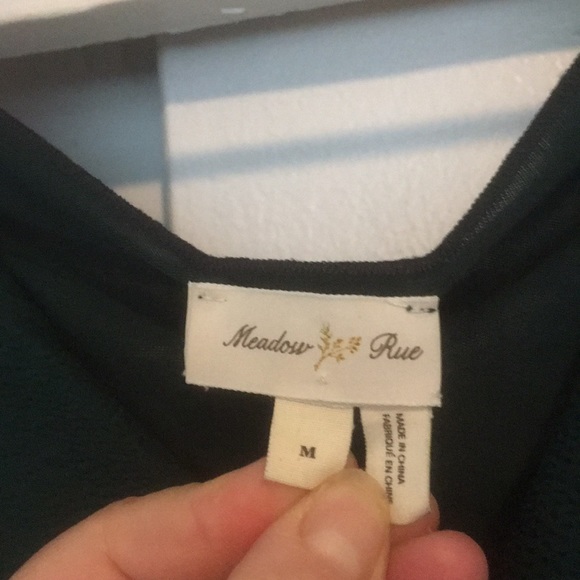 Meadow Rue
M
MADE IN CHINA
FABRIQUÉ EN CHINE